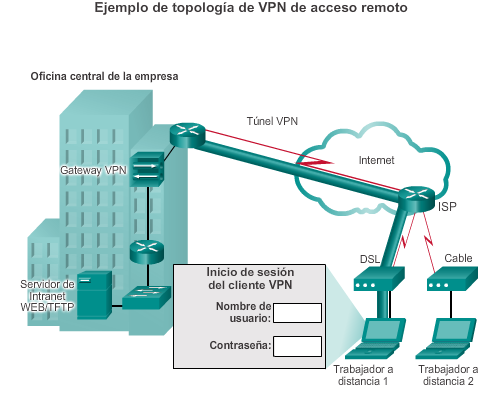 Ejemplo de topología de VPN de acceso remoto
Oficina central de la empresa
Túnel VPN
Internet
Gateway VPN
ISP
DSL
Cable
Servidor de
Intranet
WEB/TFTP
Inicio de sesión
del cliente VPN
Nombre de
usuario:
Contraseña:
Trabajador a
distancia 1
Trabajador a
distancia 2